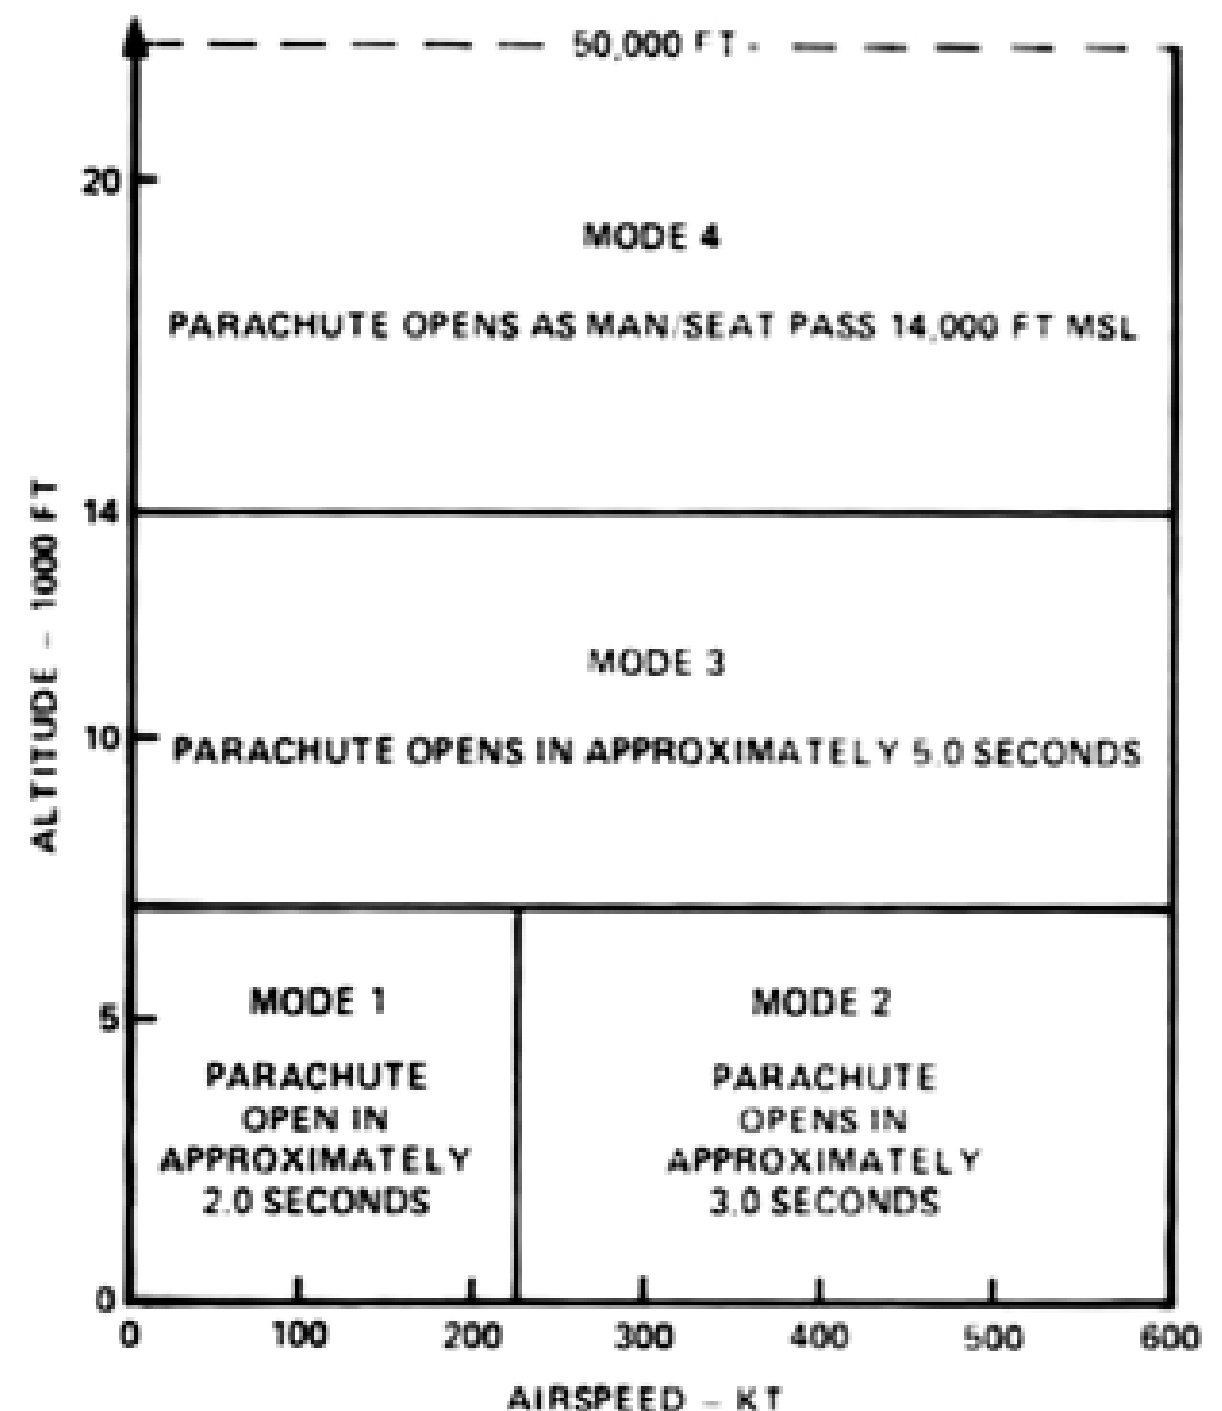 50,000 FT
20
MODE 4
PARACHUTE OPENS AS MAN/SEAT PASS 14,000 FT MSL
14
ALTITUDE – 1000 FT
MODE 3
10
PARACHUTE OPENS IN APPROXIMATELY 5.0 SECONDS
5
MODE 1
PARACHUTE
OPEN IN
APPROXIMATELY
2.0 SECONDS
MODE 2
PARACHUTE
OPENS IN
APPROXIMATELY
3.0 SECONDS
0
0 100 200 300 400 500 600
AIRSPEED – KT